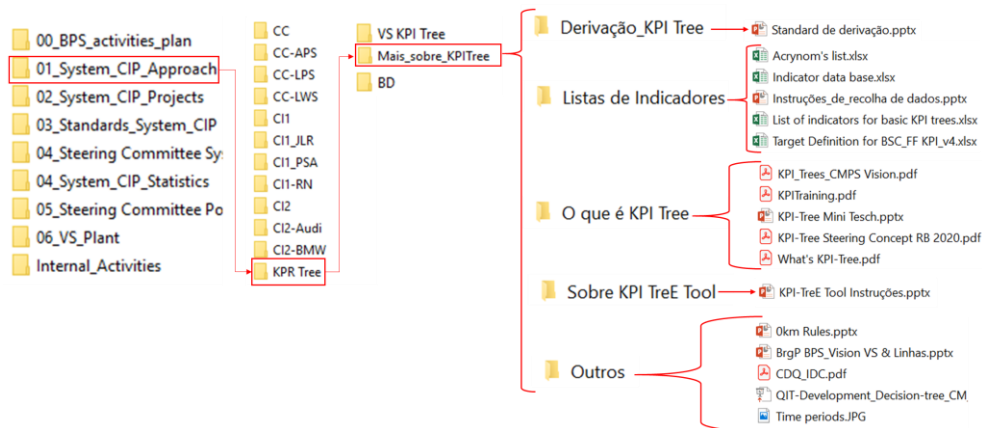 00_BPS_activities_plan
01_System_CIP_Approach
02_System_CIP_Projects
03_Standards_System_CIP
04_Steering Committee Sy
04_System_CIP_Statistics
05_Steering Committee Po
06_VS_Plant
Internal_Activities
CC
CC-APS
CC-LPS
CC-LWS
CI1
CI1_JLR
CI1_PSA
CI1-RN
CI2
CI2-Audi
CI2-BMW
KPR Tree
VS KPI Tree
Mais_sobre_KPITree
BD
Derivação_KPI Tree
Standard de derivação.pptx
Listas de Indicadores
Acrynom's list.xlsx
Indicator data base.xlsx
Instruções_de_recolha de dados.pptx
List of indicators for basic KPI trees.xlsx
Target Definition for BSC_FF KPI_v4.xlsx
O que é KPI Tree
KPI_Trees_CMPS Vision.pdf
KPITraining.pdf
KPI-Tree Mini Tesch.pptx
KPI-Tree Steering Concept RB 2020.pdf
What's KPI-Tree.pdf
Sobre KPI TreE Tool
KPI-TreE Tool Instruções.pptx
Outros
0km Rules.pptx
BrgP BPS_Vision VS & Linhas.pptx
CDQ_IDC.pdf
QIT-Development_Decision-tree_CM
Time periods.JPG